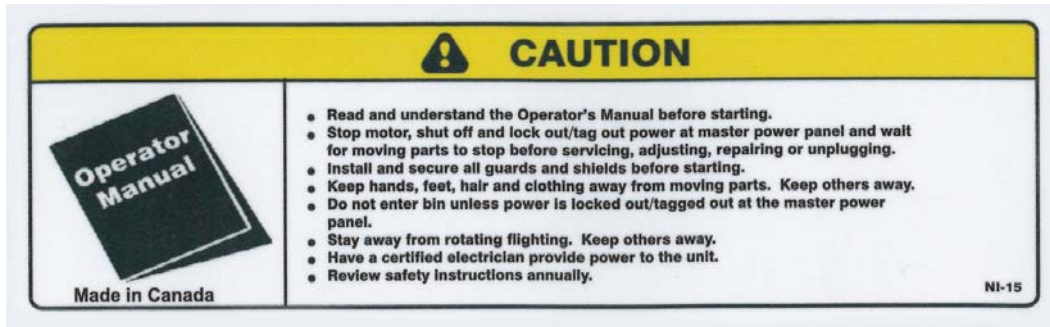 CAUTION
Operator
Manual
Made in Canada
● Read and understand the Operator's Manual before starting.
● Stop motor, shut off and lock out/tag out power at master power panel and wait
for moving parts to stop before servicing, adjusting, repairing or unplugging.
● Install and secure all guards and shields before starting.
● Keep hands, feet, hair and clothing away from moving parts. Keep others away.
● Do not enter bin unless power is locked out/tagged out at the master power
panel.
● Stay away from rotating flighting. Keep others away.
● Have a certified electrician provide power to the unit.
● Review safety instructions annually.
NI-15